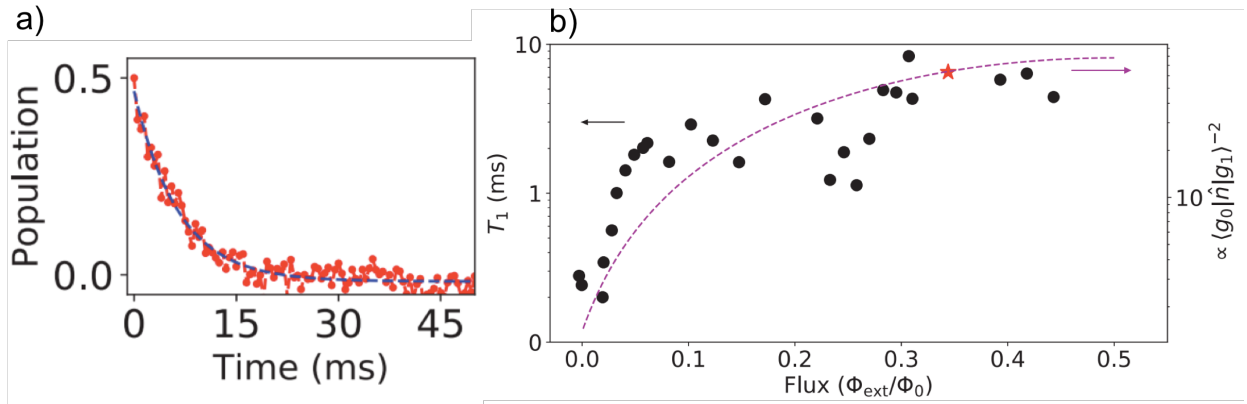 a)
Population
0.5
0.0
0 15 30 45
Time (ms)
b)
T₁ (ms)
10
1
0
0.0 0.1 0.2 0.3 0.4 0.5
Flux (Φext/Φ₀)
10⁻¹
∝ ⟨g₀|n̂|g₁⟩⁻²